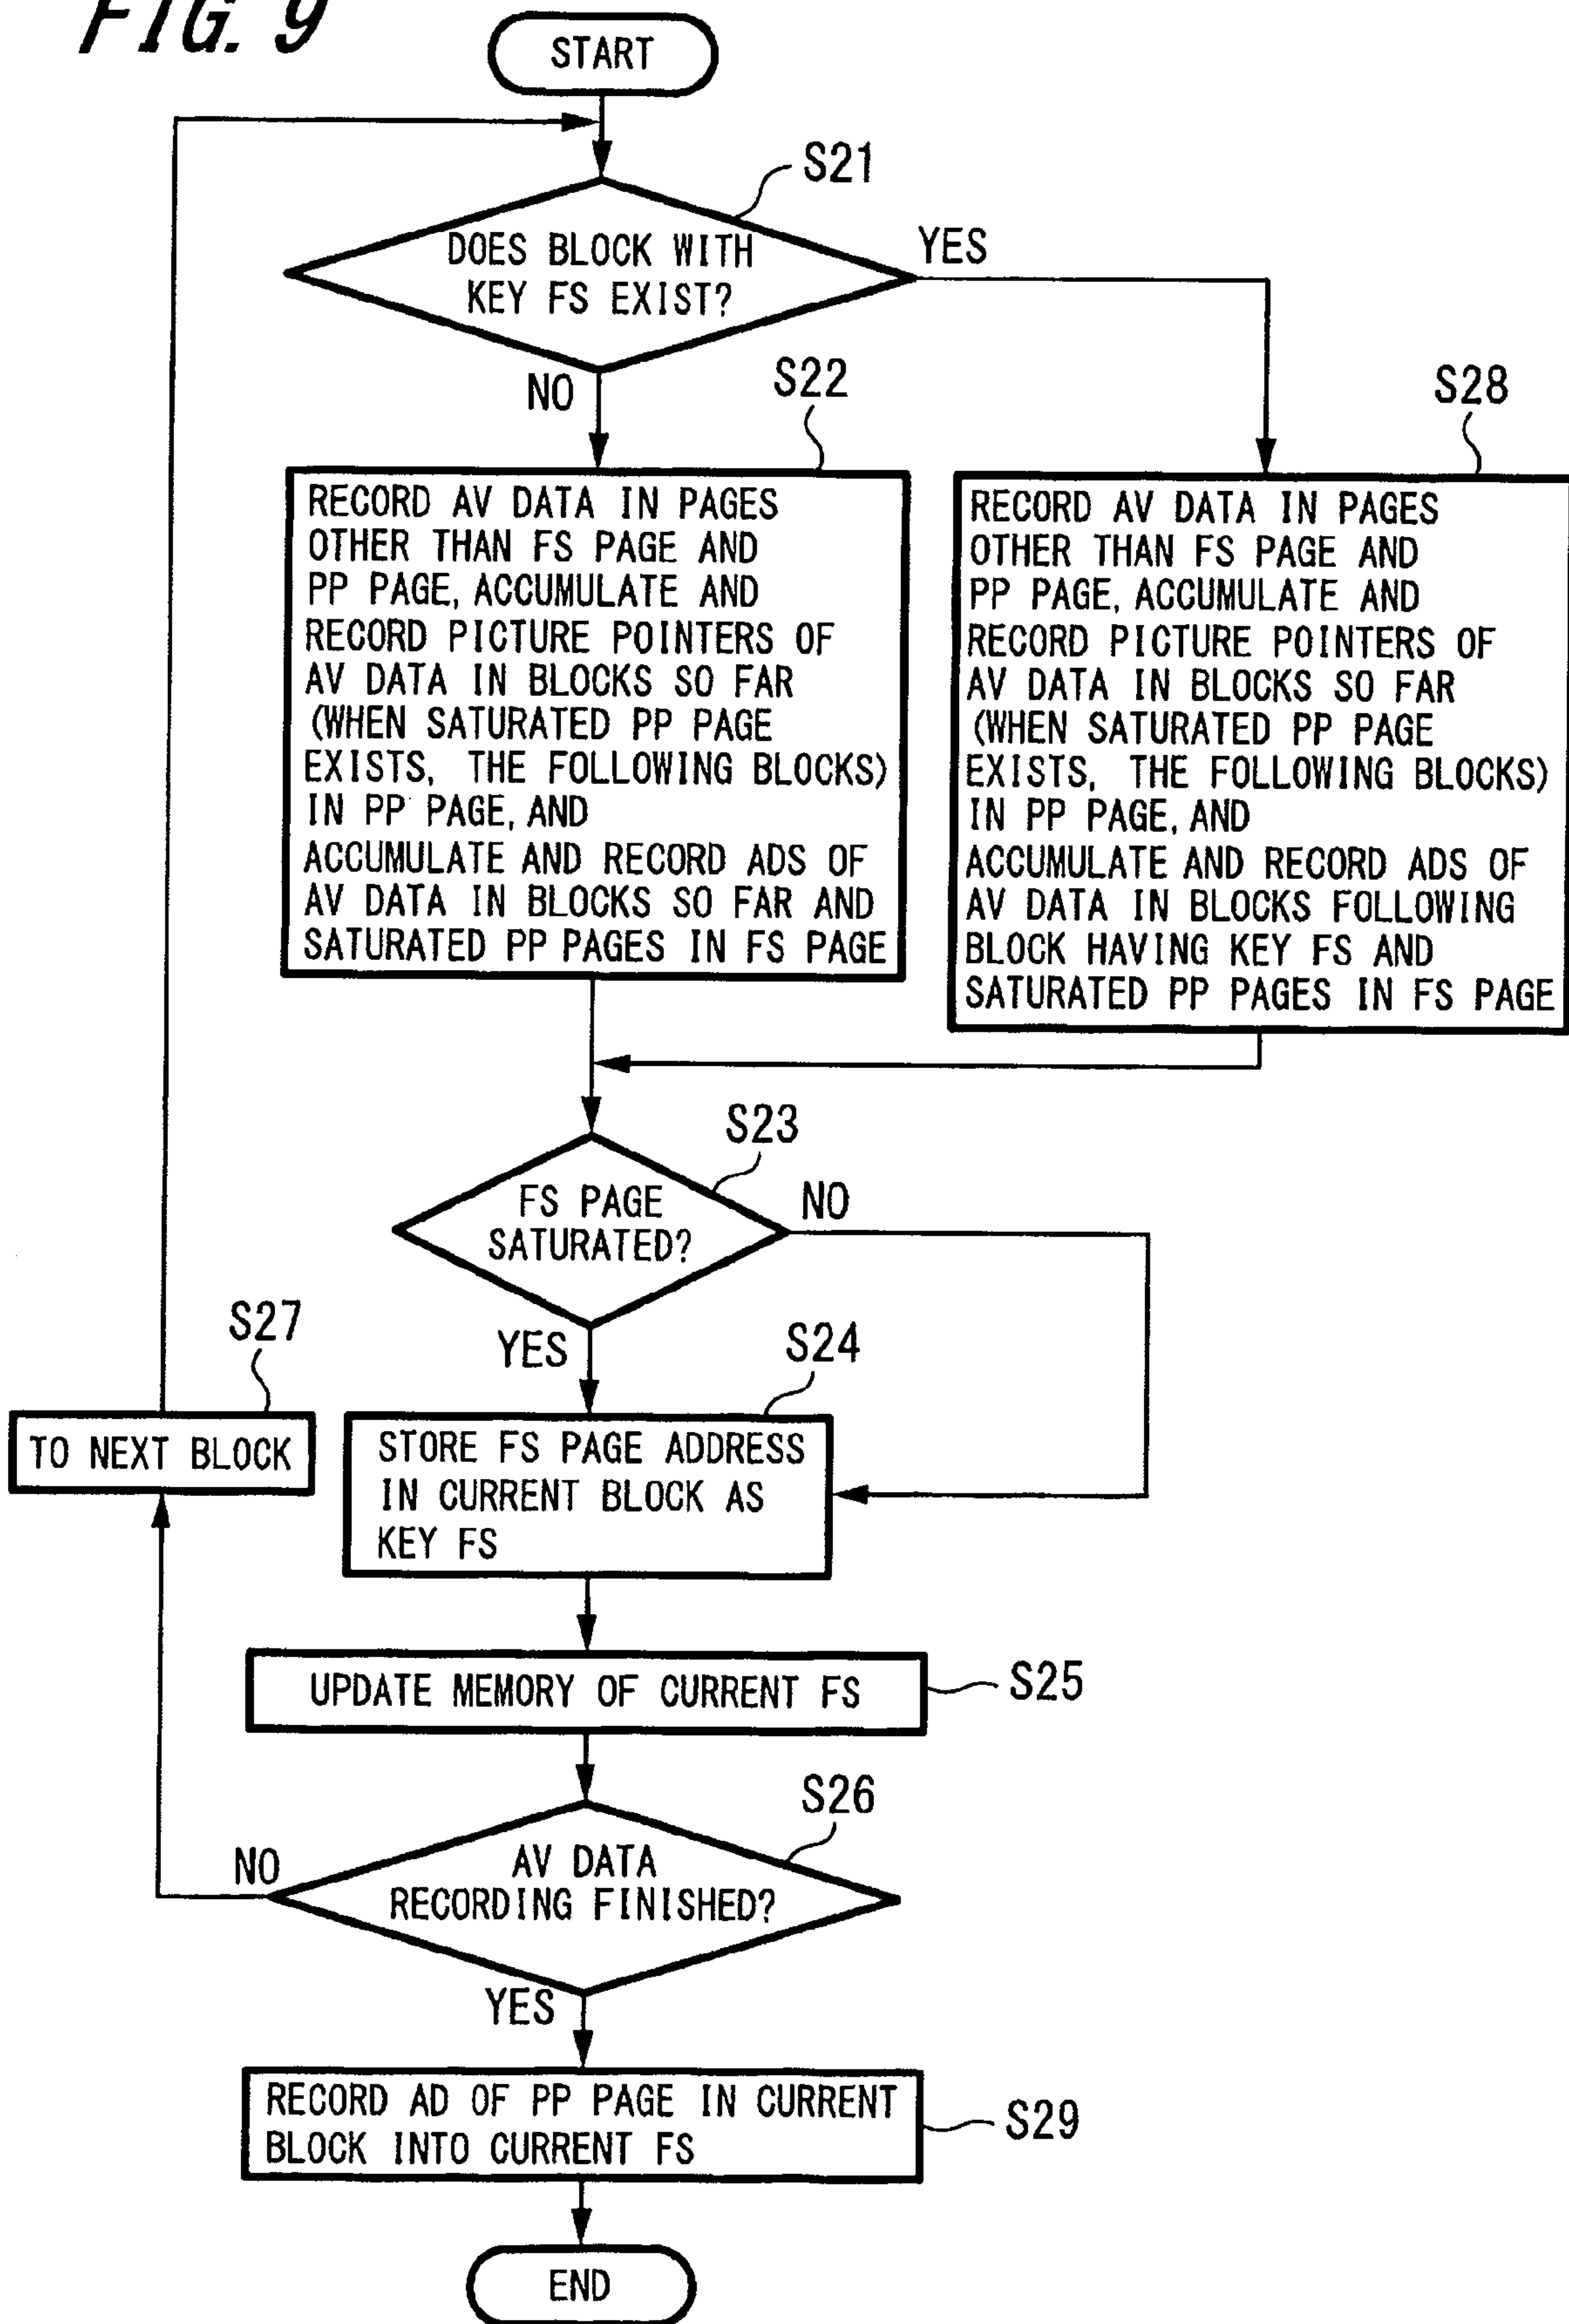 FIG. 9
START
S21
DOES BLOCK WITH
KEY FS EXIST?
YES
NO
S22
S28
RECORD AV DATA IN PAGES
OTHER THAN FS PAGE AND
PP PAGE, ACCUMULATE AND
RECORD PICTURE POINTERS OF
AV DATA IN BLOCKS SO FAR
(WHEN SATURATED PP PAGE
EXISTS, THE FOLLOWING BLOCKS)
IN PP PAGE, AND
ACCUMULATE AND RECORD ADS OF
AV DATA IN BLOCKS SO FAR AND
SATURATED PP PAGES IN FS PAGE
RECORD AV DATA IN PAGES
OTHER THAN FS PAGE AND
PP PAGE, ACCUMULATE AND
RECORD PICTURE POINTERS OF
AV DATA IN BLOCKS SO FAR
(WHEN SATURATED PP PAGE
EXISTS, THE FOLLOWING BLOCKS)
IN PP PAGE, AND
ACCUMULATE AND RECORD ADS OF
AV DATA IN BLOCKS FOLLOWING
BLOCK HAVING KEY FS AND
SATURATED PP PAGES IN FS PAGE
S23
FS PAGE
SATURATED?
NO
YES
S27
TO NEXT BLOCK
S24
STORE FS PAGE ADDRESS
IN CURRENT BLOCK AS
KEY FS
UPDATE MEMORY OF CURRENT FS
S25
S26
AV DATA
RECORDING FINISHED?
NO
YES
RECORD AD OF PP PAGE IN CURRENT
BLOCK INTO CURRENT FS
S29
END